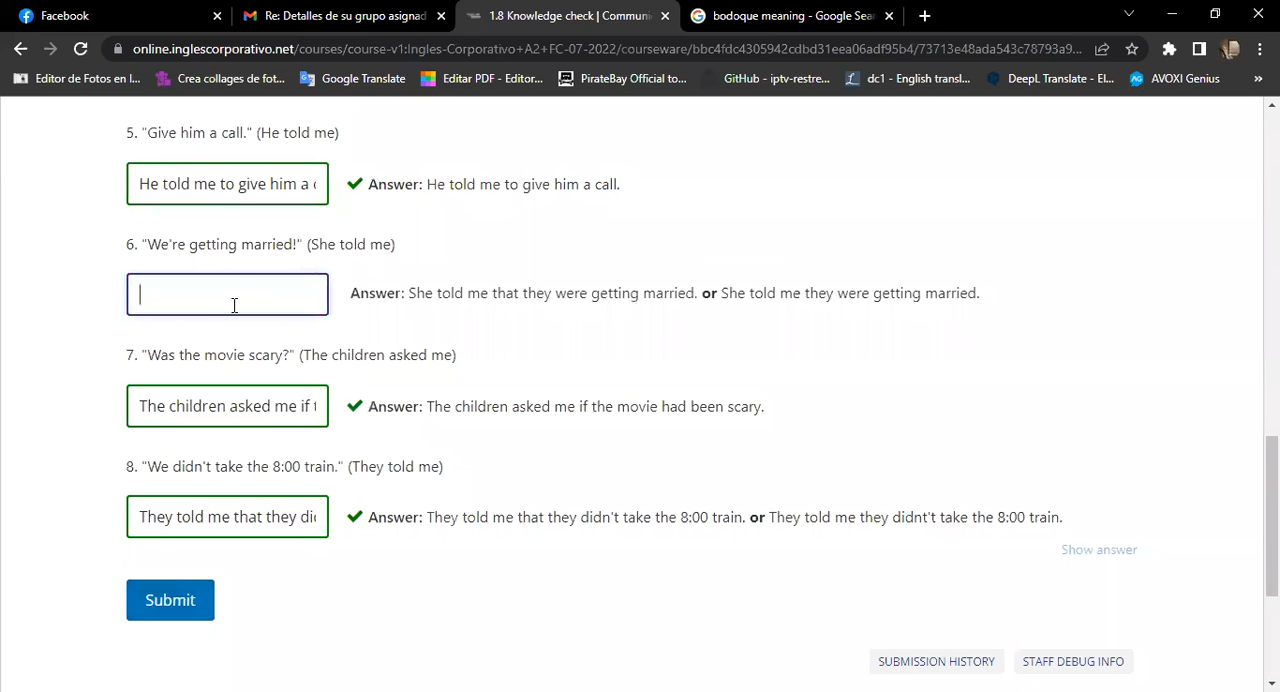 Facebook
Re: Detalles de su grupo asignad
1.8 Knowledge check | Communi
bodoque meaning - Google Sear
online.inglescorporativo.net/courses/course-v1:Ingles-Corporativo+A2+FC-07-2022/courseware/bbc4fdc4305942cdbd31eea06adf95b4/73713e48ada543c78793a9...
Editor de Fotos en l...
Crea collages de fot...
Google Translate
Editar PDF - Editor...
PirateBay Official to...
GitHub - iptv-restre...
dc1 - English transl...
DeepL Translate - El...
AVOXI Genius
»
5. "Give him a call." (He told me)
He told me to give him a c
Answer: He told me to give him a call.
6. "We're getting married!" (She told me)
Answer: She told me that they were getting married. or She told me they were getting married.
7. "Was the movie scary?" (The children asked me)
The children asked me if t
Answer: The children asked me if the movie had been scary.
8. "We didn't take the 8:00 train." (They told me)
They told me that they did
Answer: They told me that they didn't take the 8:00 train. or They told me they didnt't take the 8:00 train.
Show answer
Submit
SUBMISSION HISTORY
STAFF DEBUG INFO